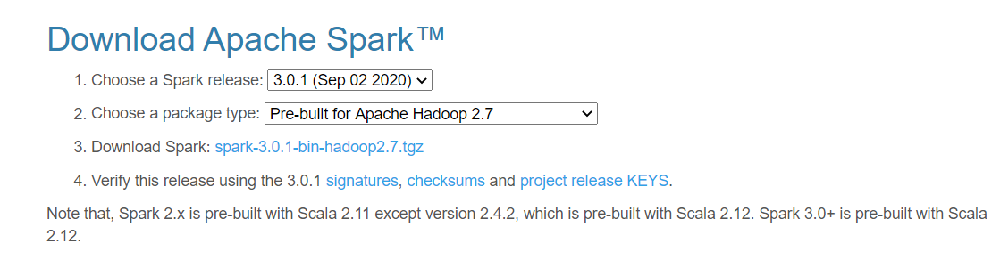 Download Apache Spark™
1. Choose a Spark release: 3.0.1 (Sep 02 2020)
2. Choose a package type: Pre-built for Apache Hadoop 2.7
3. Download Spark: spark-3.0.1-bin-hadoop2.7.tgz
4. Verify this release using the 3.0.1 signatures, checksums and project release KEYS.
Note that, Spark 2.x is pre-built with Scala 2.11 except version 2.4.2, which is pre-built with Scala 2.12. Spark 3.0+ is pre-built with Scala
2.12.